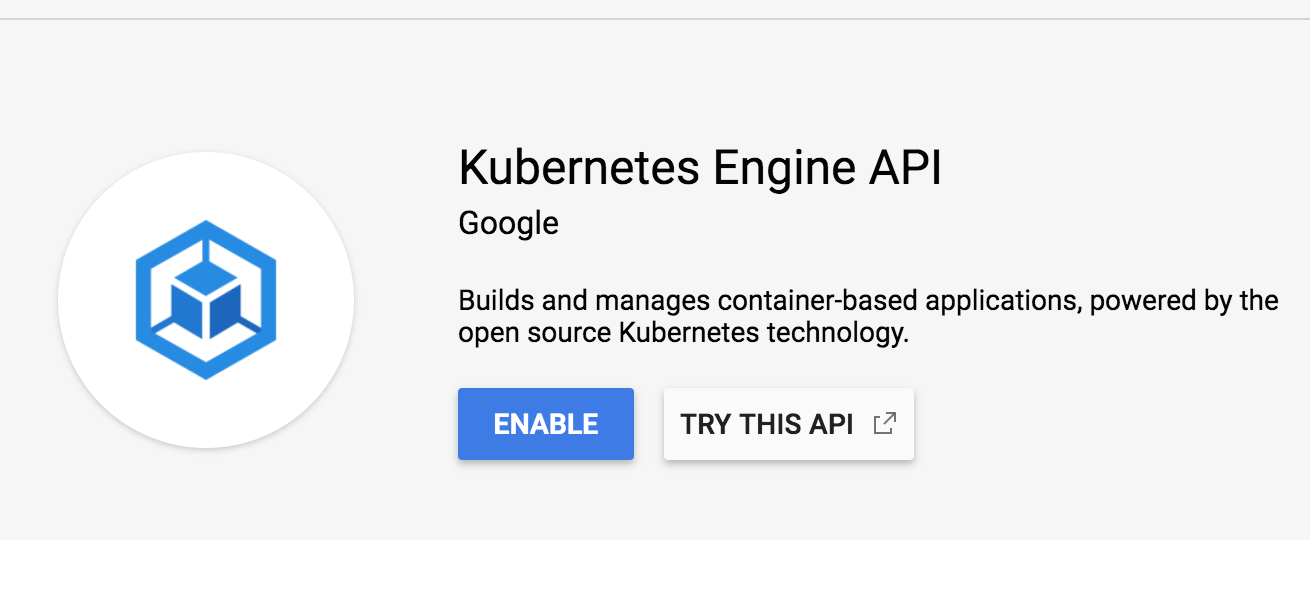 Kubernetes Engine API
Google
Builds and manages container-based applications, powered by the
open source Kubernetes technology.
ENABLE
TRY THIS API